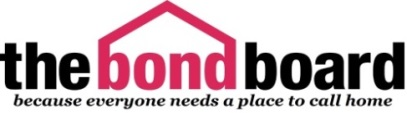 the bond board
because everyone needs a place to call home